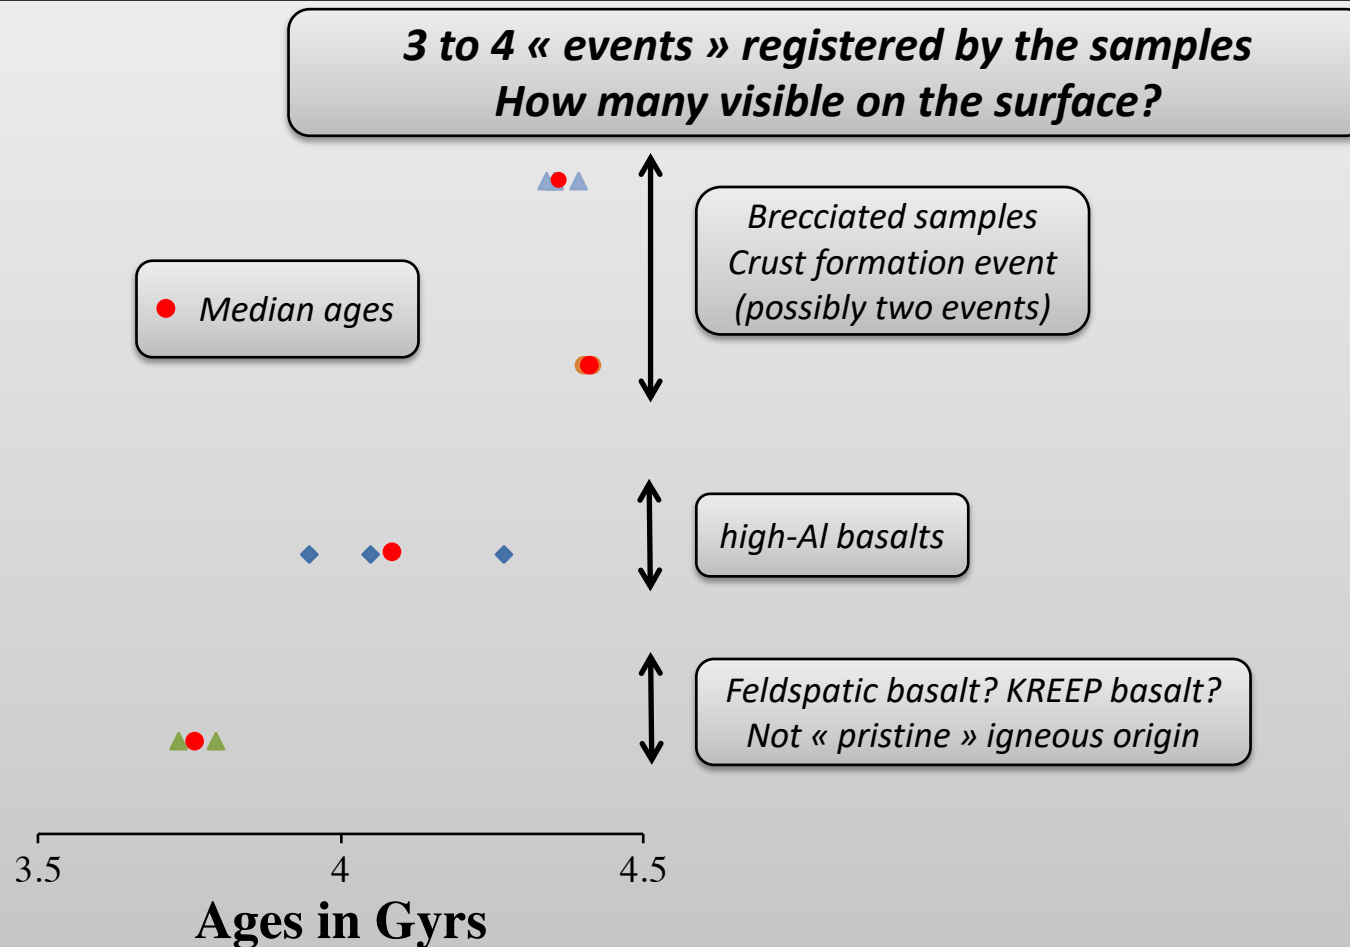 3 to 4 « events » registered by the samples
How many visible on the surface?
Brecciated samples
Crust formation event
(possibly two events)
Median ages
high-Al basalts
Feldspatic basalt? KREEP basalt?
Not « pristine » igneous origin
3.5
4
4.5
Ages in Gyrs